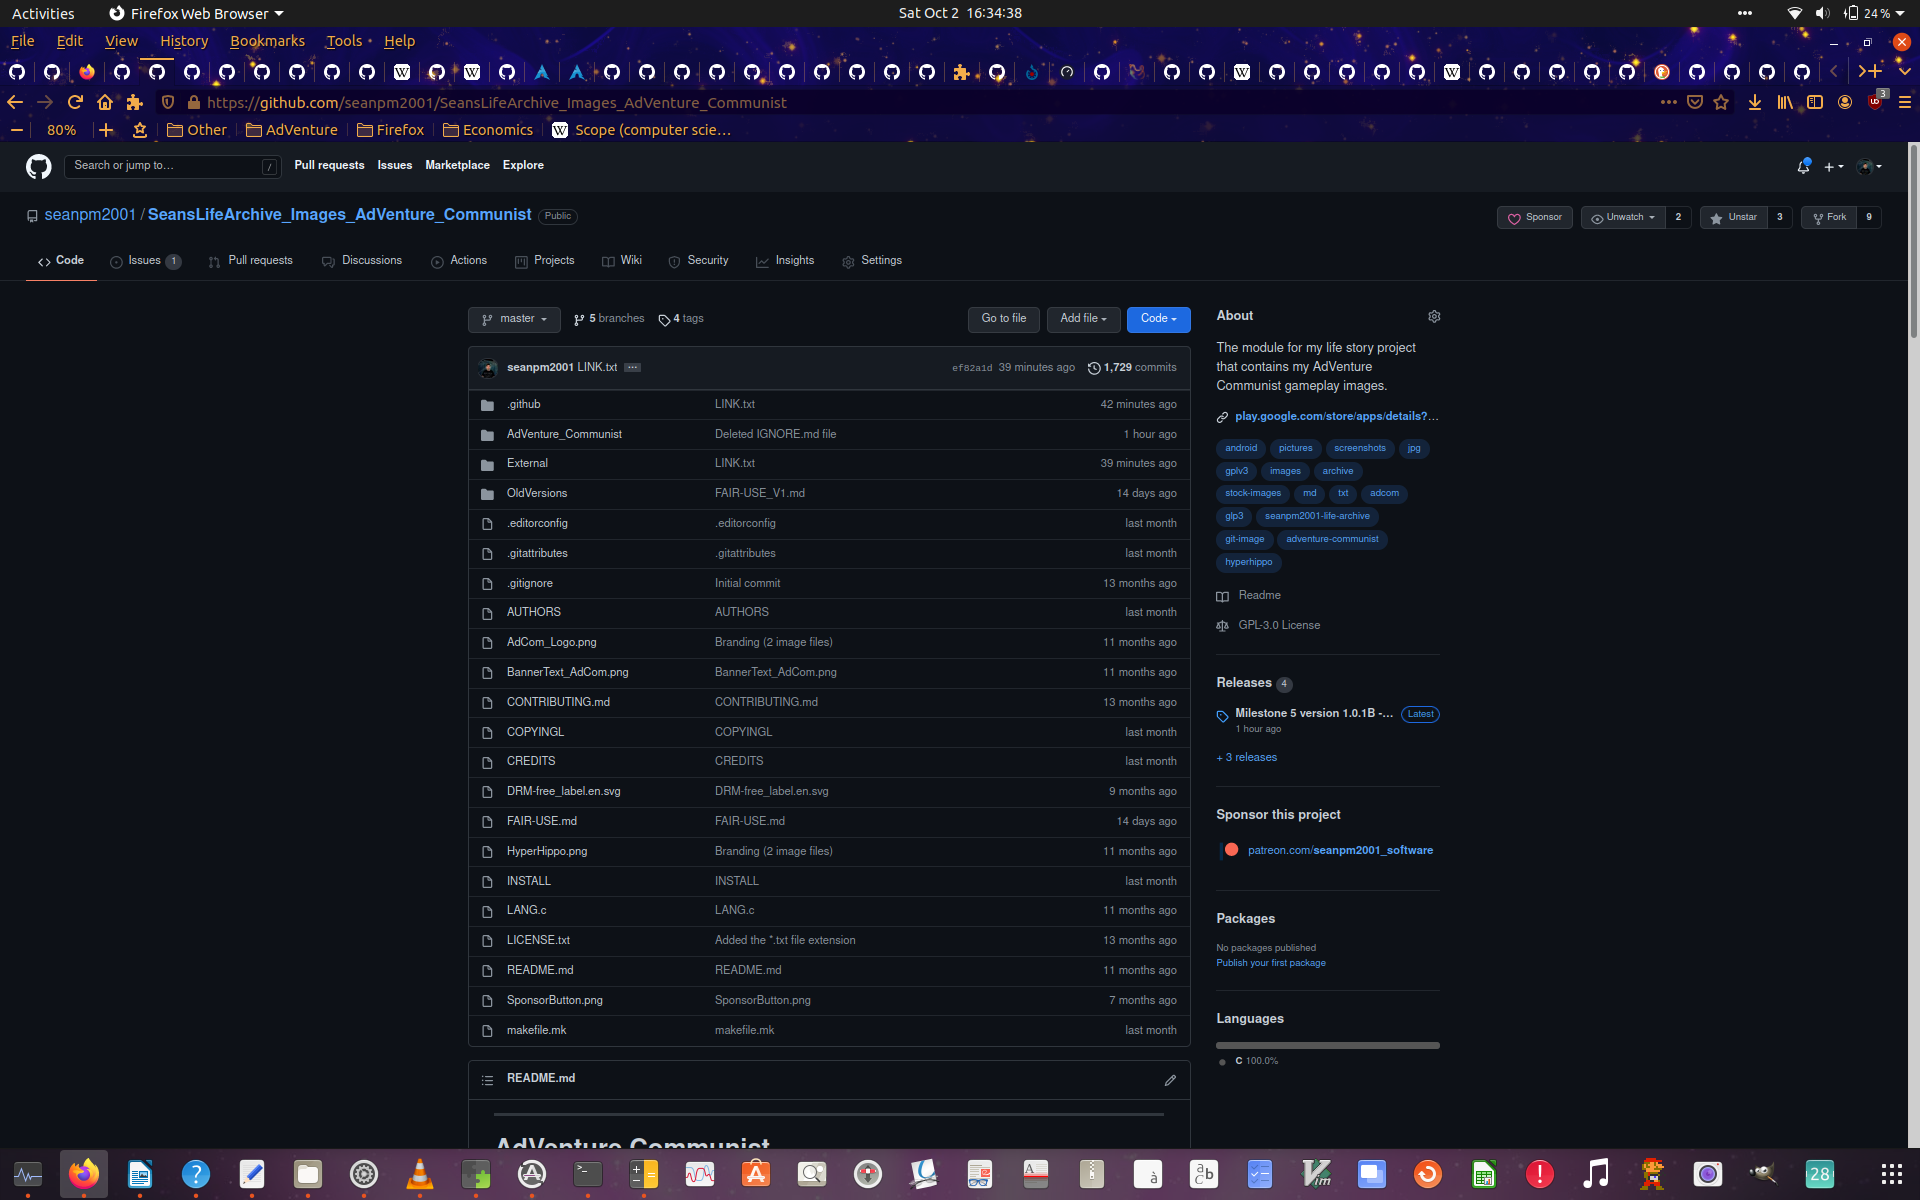 Activities Firefox Web Browser Sat Oct 2 16:34:38 24%
File Edit View History Bookmarks Tools Help
https://github.com/seanpm2001/SeansLifeArchive_Images_AdVenture_Communist 3
80% Other AdVenture Firefox Economics Scope (computer scie…
Search or jump to… / Pull requests Issues Marketplace Explore
seanpm2001 / SeansLifeArchive_Images_AdVenture_Communist Public Sponsor Unwatch 2 Unstar 3 Fork 9
Code Issues 1 Pull requests Discussions Actions Projects Wiki Security Insights Settings
master 5 branches 4 tags Go to file Add file Code
seanpm2001 LINK.txt ... ef82a1d 39 minutes ago 1,729 commits
.github LINK.txt 42 minutes ago
AdVenture_Communist Deleted IGNORE.md file 1 hour ago
External LINK.txt 39 minutes ago
OldVersions FAIR-USE_V1.md 14 days ago
.editorconfig .editorconfig last month
.gitattributes .gitattributes last month
.gitignore Initial commit 13 months ago
AUTHORS AUTHORS last month
AdCom_Logo.png Branding (2 image files) 11 months ago
BannerText_AdCom.png BannerText_AdCom.png 11 months ago
CONTRIBUTING.md CONTRIBUTING.md 13 months ago
COPYINGL COPYINGL last month
CREDITS CREDITS last month
DRM-free_label.en.svg DRM-free_label.en.svg 9 months ago
FAIR-USE.md FAIR-USE.md 14 days ago
HyperHippo.png Branding (2 image files) 11 months ago
INSTALL INSTALL last month
LANG.c LANG.c 11 months ago
LICENSE.txt Added the *.txt file extension 13 months ago
README.md README.md 11 months ago
SponsorButton.png SponsorButton.png 7 months ago
makefile.mk makefile.mk last month
README.md
AdVenture Communist
About
The module for my life story project
that contains my AdVenture
Communist gameplay images.
play.google.com/store/apps/details?…
android pictures screenshots jpg
gplv3 images archive
stock-images md txt adcom
glp3 seanpm2001-life-archive
git-image adventure-communist
hyperhippo
Readme
GPL-3.0 License
Releases 4
Milestone 5 version 1.0.1B -… Latest
1 hour ago
+ 3 releases
Sponsor this project
patreon.com/seanpm2001_software
Packages
No packages published
Publish your first package
Languages
C 100.0%
28